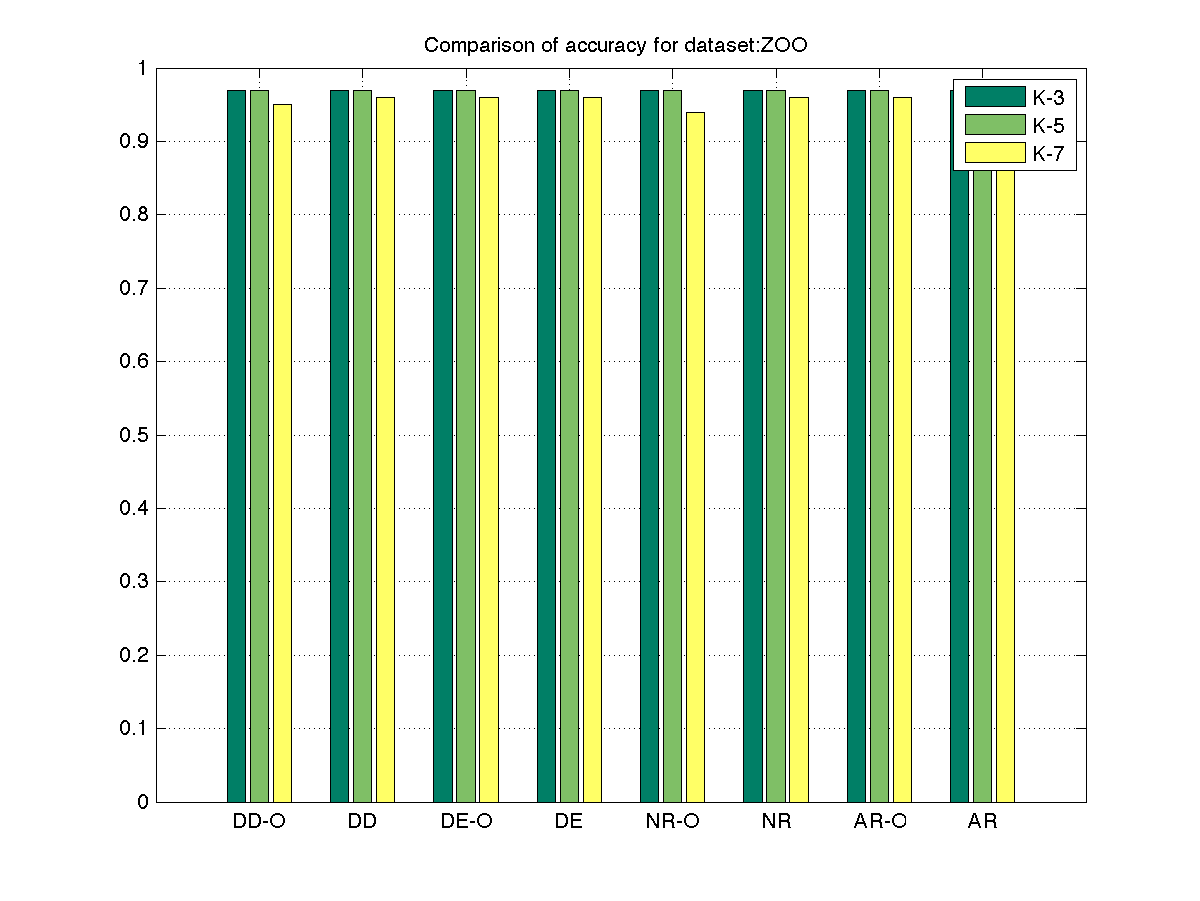 Comparison of accuracy for dataset:ZOO
1
0.9
0.8
0.7
0.6
0.5
0.4
0.3
0.2
0.1
0
K-3
K-5
K-7
DD-O DD DE-O DE NR-O NR AR-O AR